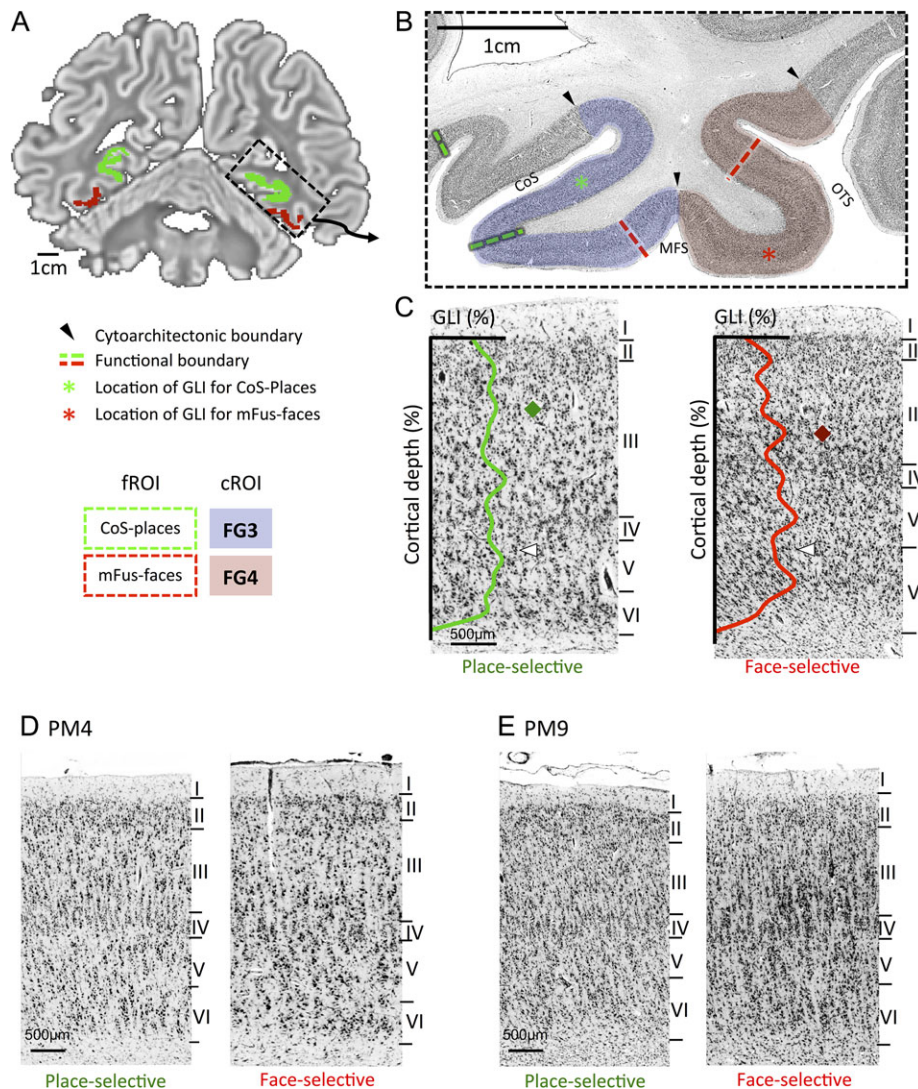 A
1cm
B
1cm
CoS
MFS
OTS
Cytoarchitectonic boundary
Functional boundary
Location of GLI for CoS-Places
Location of GLI for mFus-faces
fROI cROI
CoS-places FG3
mFus-faces FG4
C
GLI (%)
Cortical depth (%)
I
II
III
IV
V
VI
500µm
Place-selective
GLI (%)
Cortical depth (%)
I
II
II
IV
V
V
Face-selective
D PM4
I
II
III
IV
V
VI
500µm
Place-selective
I
II
III
IV
V
VI
Face-selective
E PM9
I
II
III
IV
V
VI
500µm
Place-selective
I
II
III
IV
V
VI
Face-selective